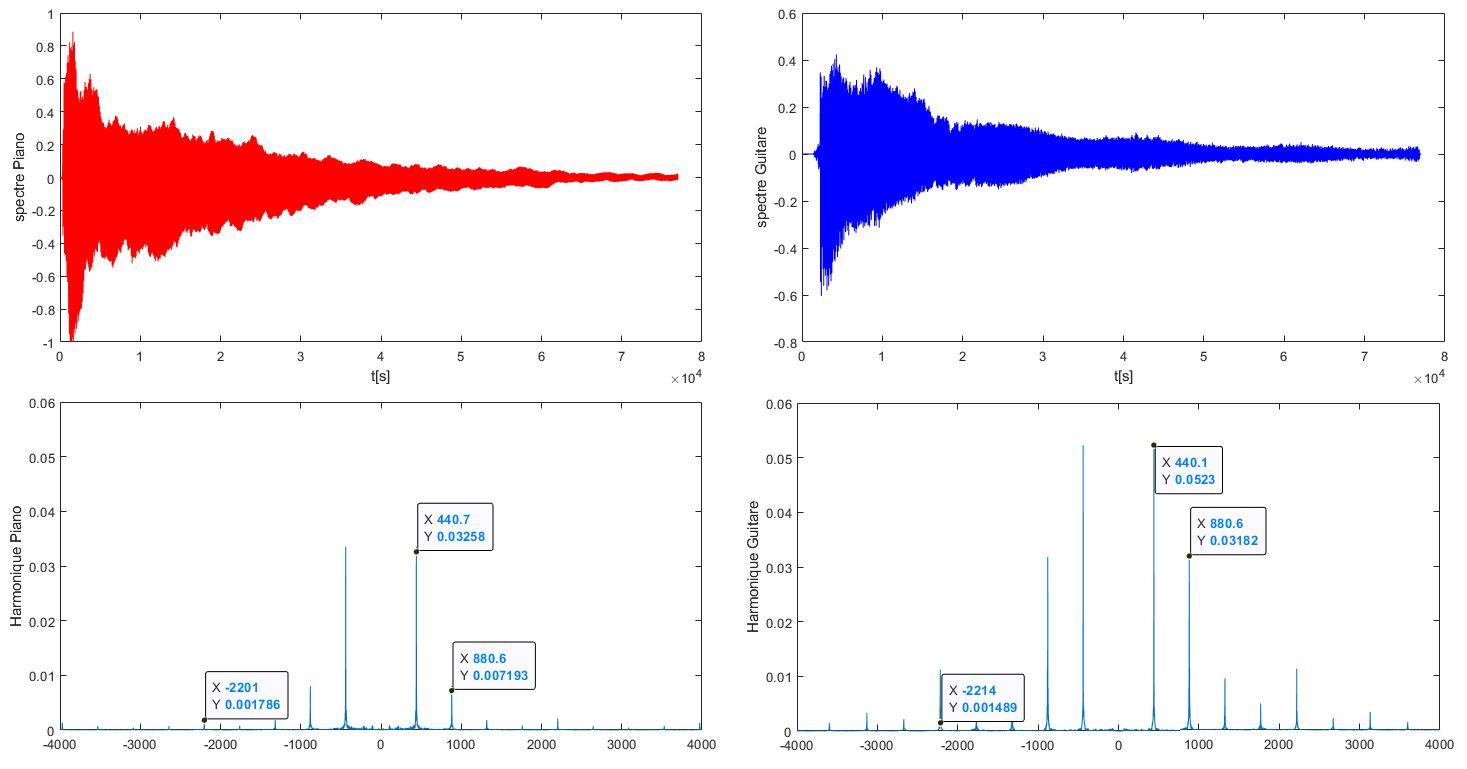 1
0.8
0.6
0.4
0.2
0
-0.2
-0.4
-0.6
-0.8
-1
spectre Piano
0 1 2 3 4 5 6 7 8
t[s]
×10^4
0.6
0.4
0.2
0
-0.2
-0.4
-0.6
-0.8
spectre Guitare
0 1 2 3 4 5 6 7 8
t[s]
×10^4
0.06
0.05
0.04
0.03
0.02
0.01
0
Harmonique Piano
X -2201
Y 0.001786
X 440.7
Y 0.03258
X 880.6
Y 0.007193
-4000 -3000 -2000 -1000 0 1000 2000 3000 4000
0.06
0.05
0.04
0.03
0.02
0.01
0
Harmonique Guitare
X -2214
Y 0.001489
X 440.1
Y 0.0523
X 880.6
Y 0.03182
-4000 -3000 -2000 -1000 0 1000 2000 3000 4000